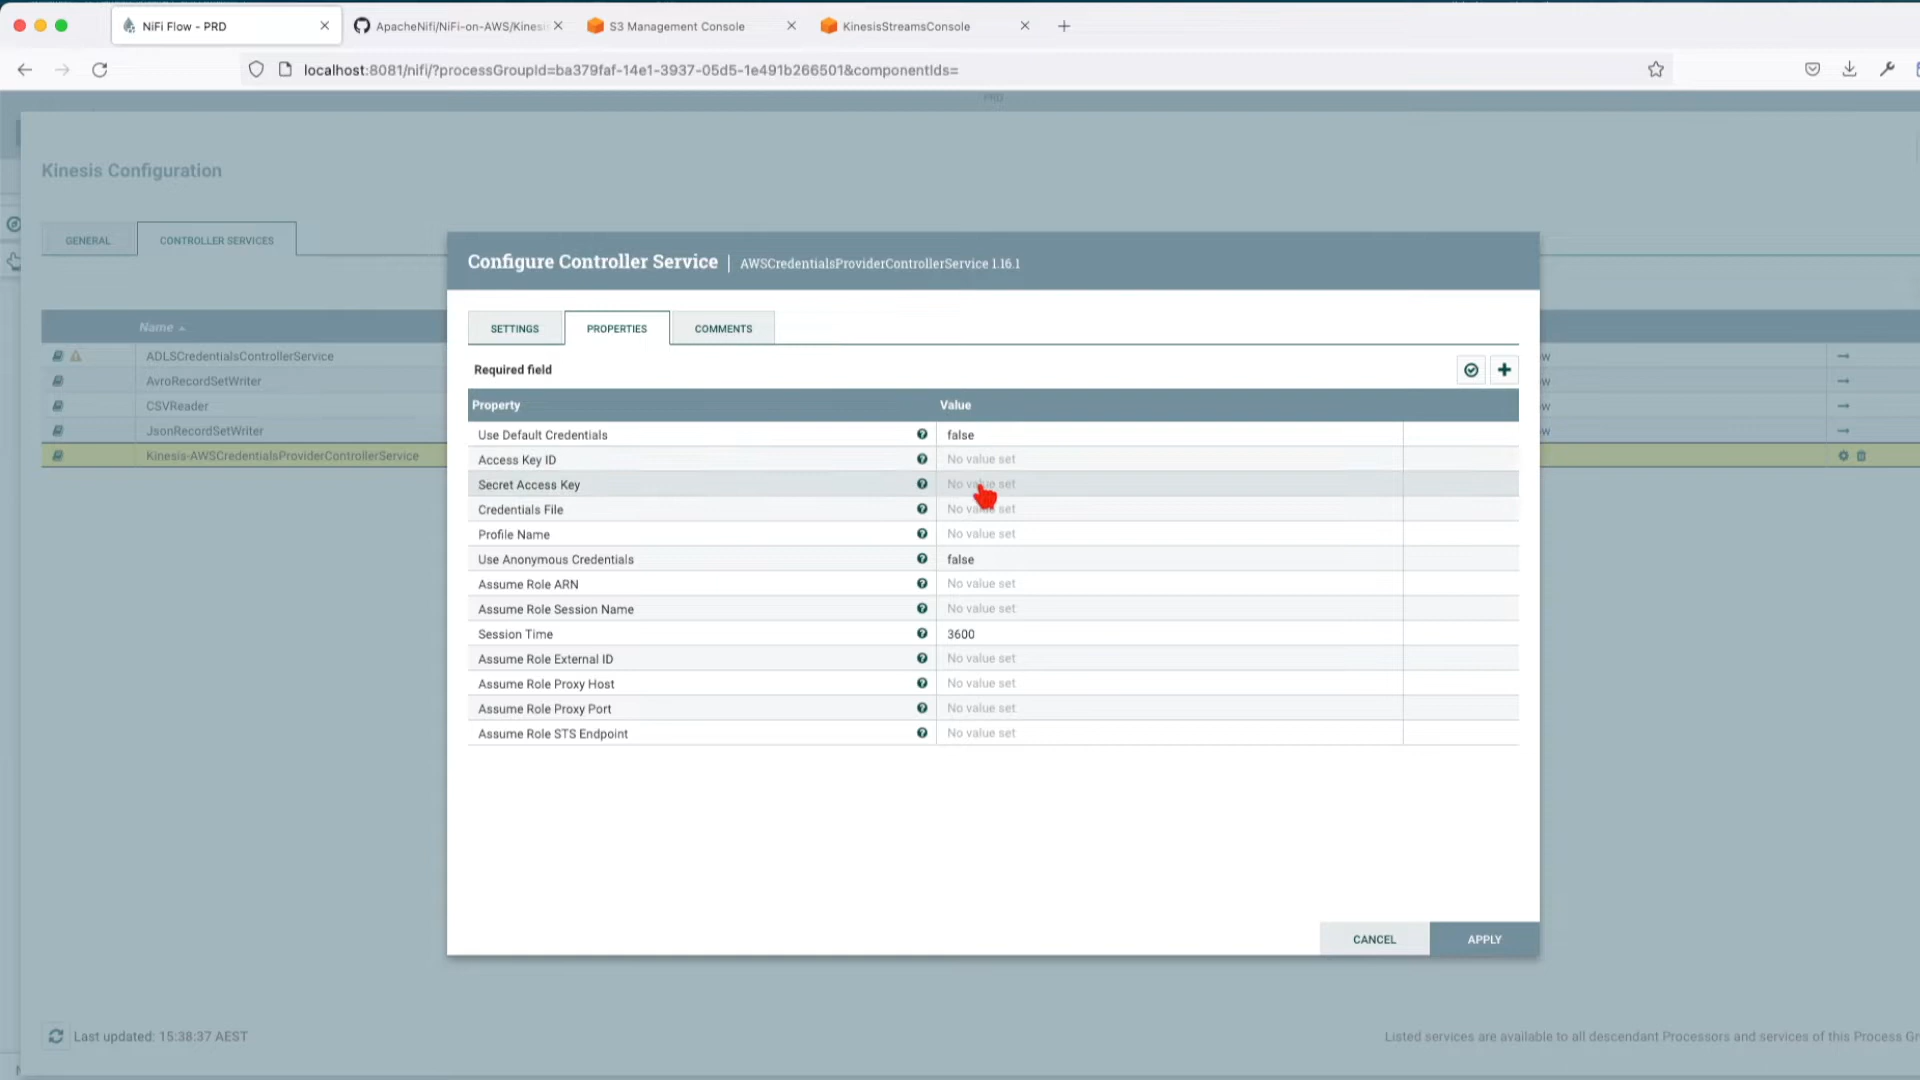 NiFi Flow - PRD
ApacheNifi/NiFi-on-AWS/Kinesi
S3 Management Console
KinesisStreamsConsole
localhost:8081/nifi/?processGroupId=ba379faf-14e1-3937-05d5-1e491b266501&componentIds=
PRD
Kinesis Configuration
GENERAL
CONTROLLER SERVICES
Name
ADLSCredentialsControllerService
AvroRecordSetWriter
CSVReader
JsonRecordSetWriter
Kinesis-AWSCredentialsProviderControllerService
Configure Controller Service | AWSCredentialsProviderControllerService 1.16.1
SETTINGS
PROPERTIES
COMMENTS
Required field
Property Value
Use Default Credentials false
Access Key ID No value set
Secret Access Key No value set
Credentials File No value set
Profile Name No value set
Use Anonymous Credentials false
Assume Role ARN No value set
Assume Role Session Name No value set
Session Time 3600
Assume Role External ID No value set
Assume Role Proxy Host No value set
Assume Role Proxy Port No value set
Assume Role STS Endpoint No value set
CANCEL
APPLY
Last updated: 15:38:37 AEST
Listed services are available to all descendant Processors and services of this Process Gr